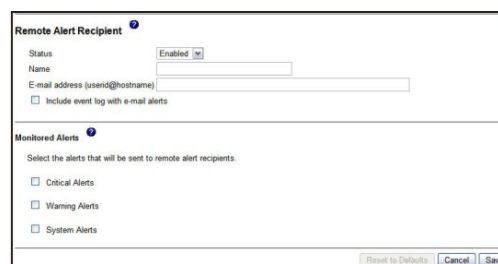 Remote Alert Recipient ?
Status Enabled
Name
E-mail address (userid@hostname)
Include event log with e-mail alerts
Monitored Alerts ?
Select the alerts that will be sent to remote alert recipients.
Critical Alerts
Warning Alerts
System Alerts
Reset to Defaults Cancel Sav